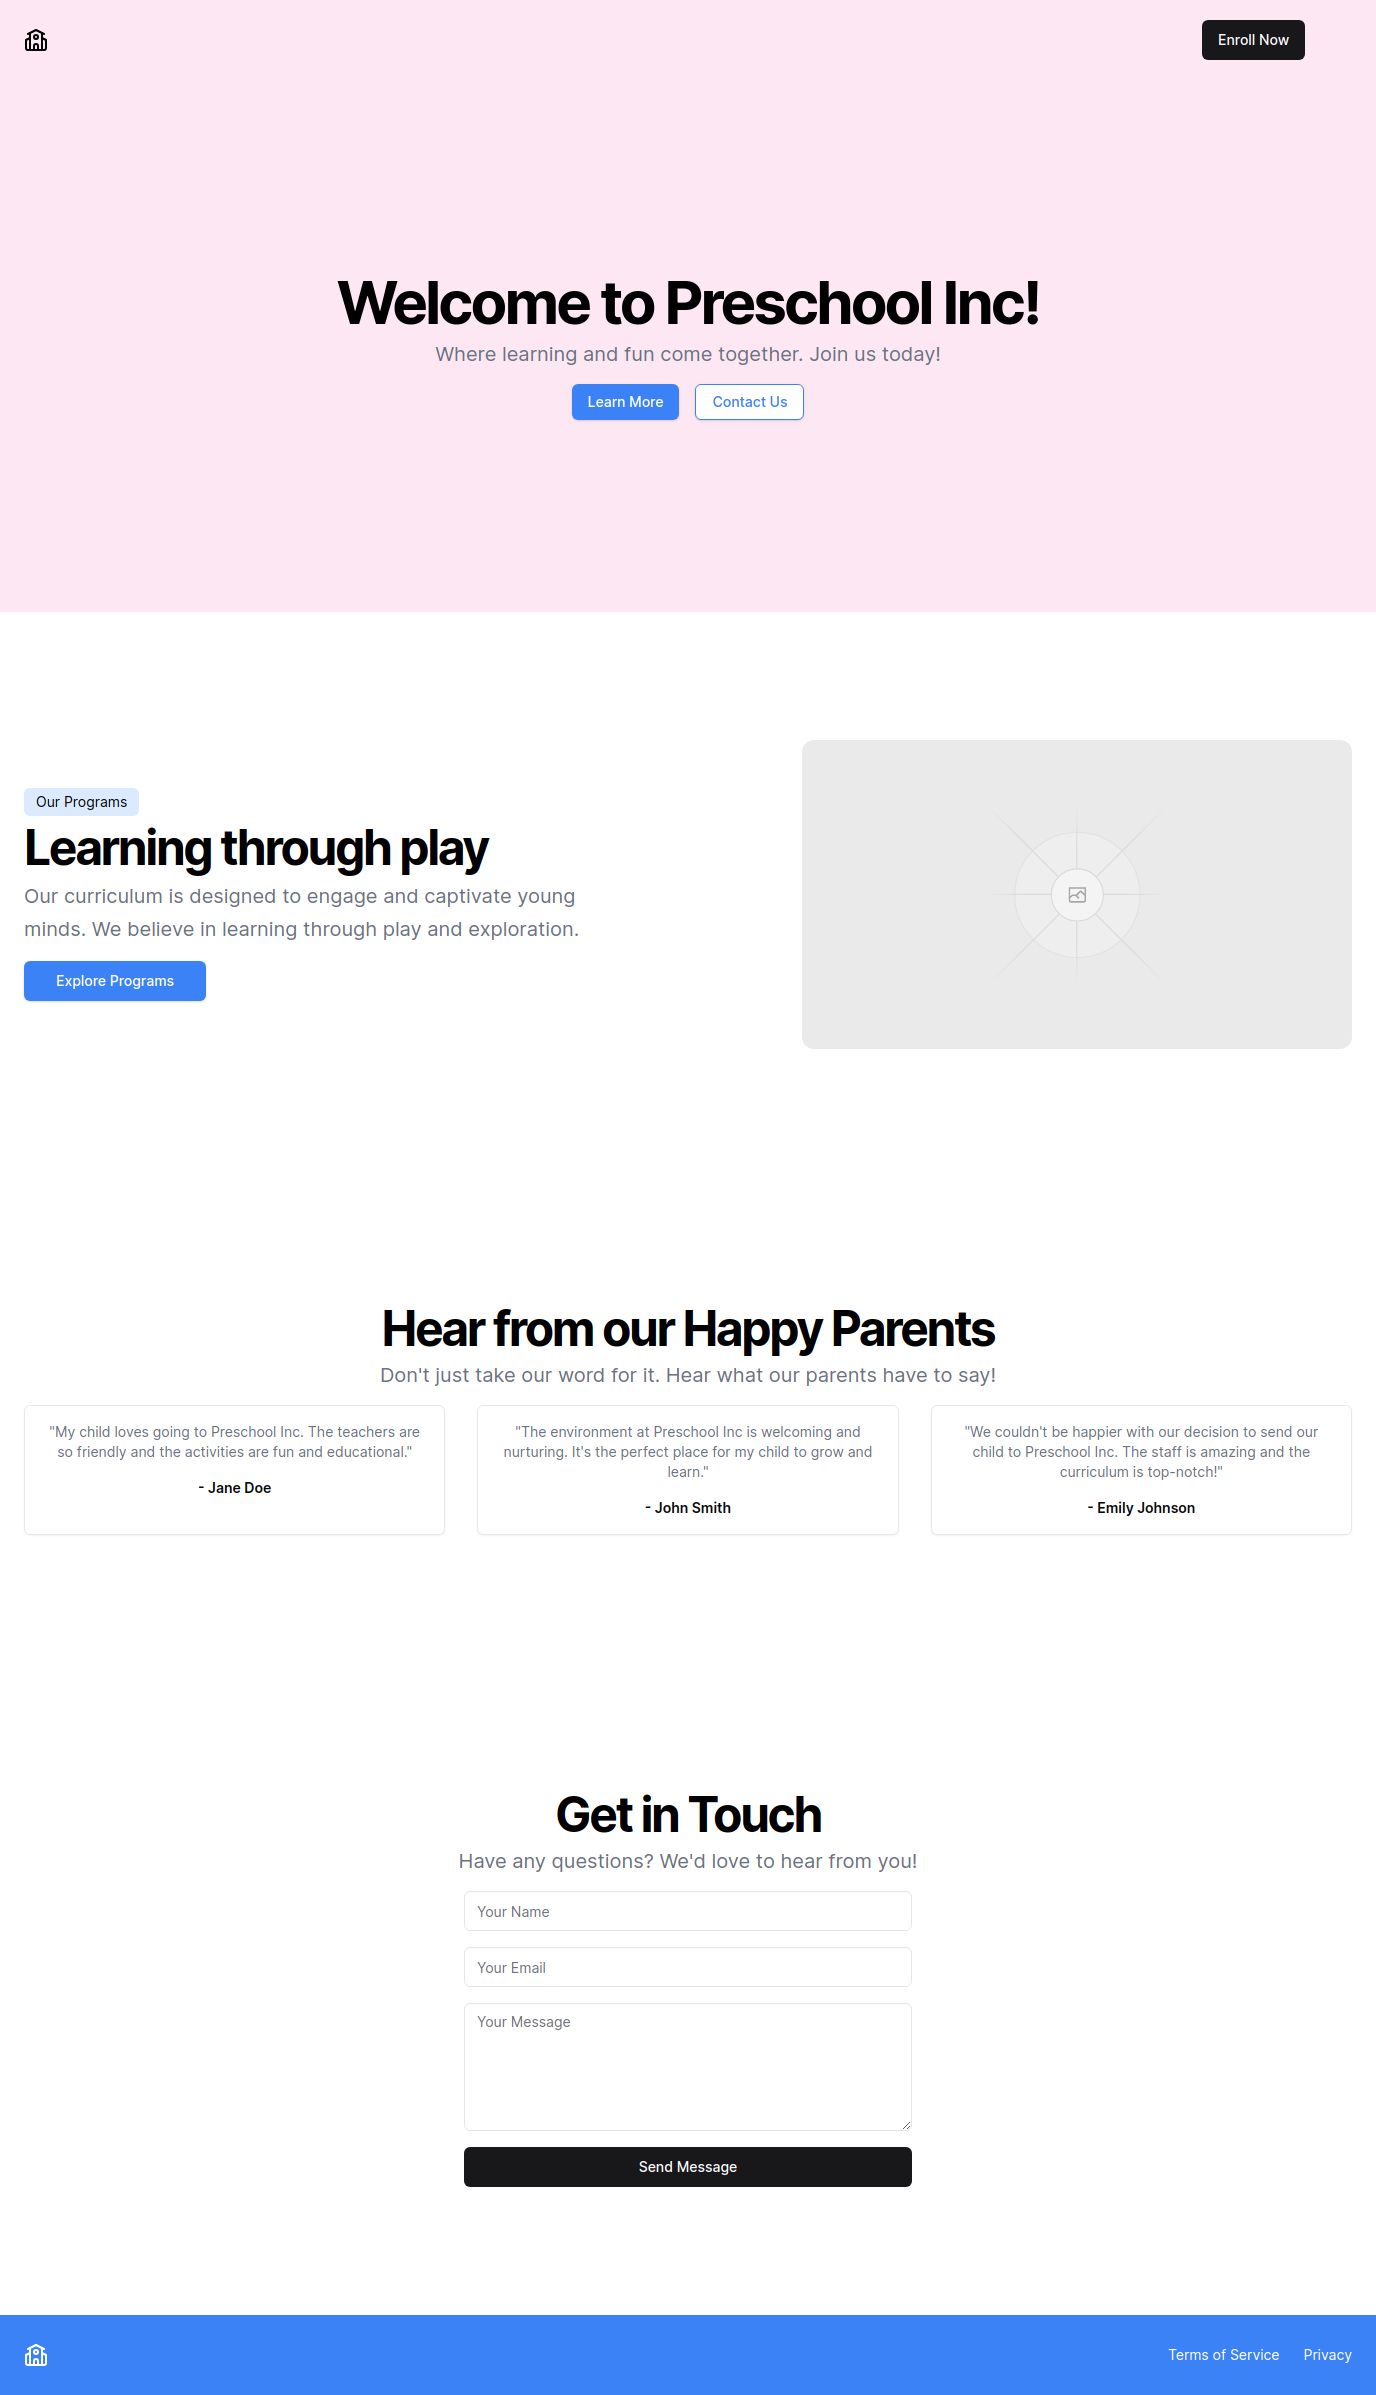 Enroll Now
Welcome to Preschool Inc!
Where learning and fun come together. Join us today!
Learn More
Contact Us
Our Programs
Learning through play
Our curriculum is designed to engage and captivate young
minds. We believe in learning through play and exploration.
Explore Programs
Hear from our Happy Parents
Don't just take our word for it. Hear what our parents have to say!
"My child loves going to Preschool Inc. The teachers are
so friendly and the activities are fun and educational."
- Jane Doe
"The environment at Preschool Inc is welcoming and
nurturing. It's the perfect place for my child to grow and
learn."
- John Smith
"We couldn't be happier with our decision to send our
child to Preschool Inc. The staff is amazing and the
curriculum is top-notch!"
- Emily Johnson
Get in Touch
Have any questions? We'd love to hear from you!
Your Name
Your Email
Your Message
Send Message
Terms of Service
Privacy